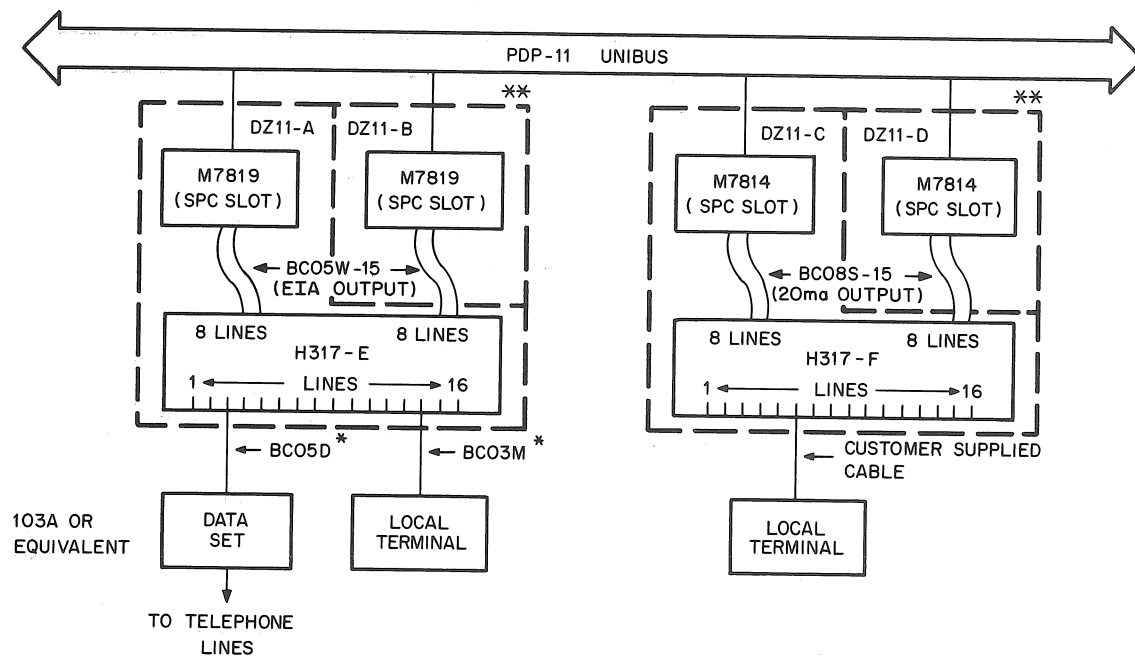 PDP-11 UNIBUS
**
**
DZ11-A
DZ11-B
DZ11-C
DZ11-D
M7819
(SPC SLOT)
M7819
(SPC SLOT)
M7814
(SPC SLOT)
M7814
(SPC SLOT)
BC05W-15
(EIA OUTPUT)
BC08S-15
(20ma OUTPUT)
8 LINES
8 LINES
H317-E
1 LINES 16
8 LINES
8 LINES
H317-F
1 LINES 16
BC05D*
BC03M*
CUSTOMER SUPPLIED
CABLE
103A OR
EQUIVALENT
DATA
SET
LOCAL
TERMINAL
LOCAL
TERMINAL
TO TELEPHONE
LINES